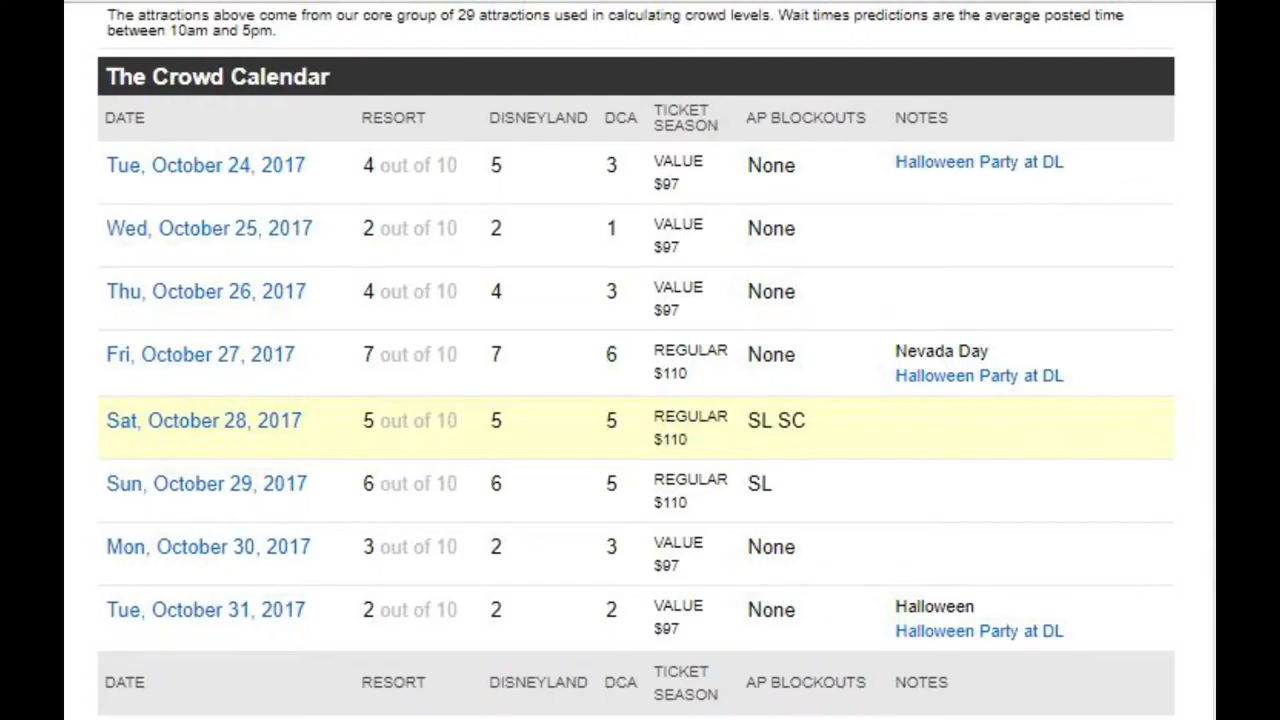 The attractions above come from our core group of 29 attractions used in calculating crowd levels. Wait times predictions are the average posted time
between 10am and 5pm.
The Crowd Calendar
DATE RESORT DISNEYLAND DCA TICKET SEASON AP BLOCKOUTS NOTES
Tue, October 24, 2017 4 out of 10 5 3 VALUE $97 None Halloween Party at DL
Wed, October 25, 2017 2 out of 10 2 1 VALUE $97 None
Thu, October 26, 2017 4 out of 10 4 3 VALUE $97 None
Fri, October 27, 2017 7 out of 10 7 6 REGULAR $110 None Nevada Day Halloween Party at DL
Sat, October 28, 2017 5 out of 10 5 5 REGULAR $110 SL SC
Sun, October 29, 2017 6 out of 10 6 5 REGULAR $110 SL
Mon, October 30, 2017 3 out of 10 2 3 VALUE $97 None
Tue, October 31, 2017 2 out of 10 2 2 VALUE $97 None Halloween Halloween Party at DL
DATE RESORT DISNEYLAND DCA TICKET SEASON AP BLOCKOUTS NOTES